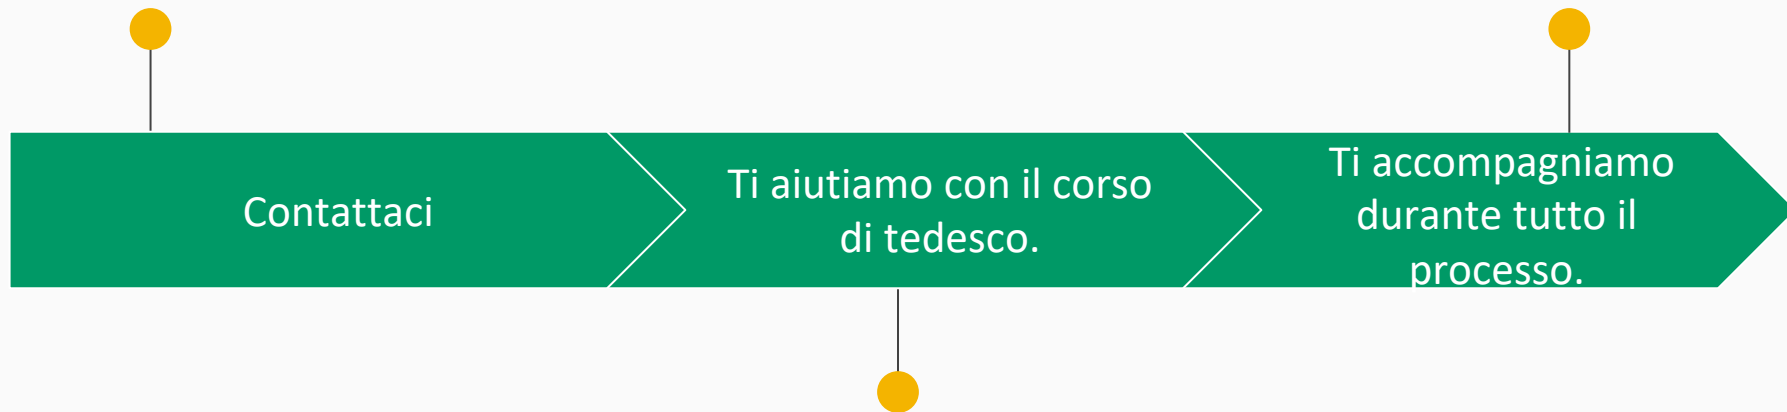 Contattaci
Ti aiutiamo con il corso
di tedesco.
Ti accompagniamo
durante tutto il
processo.